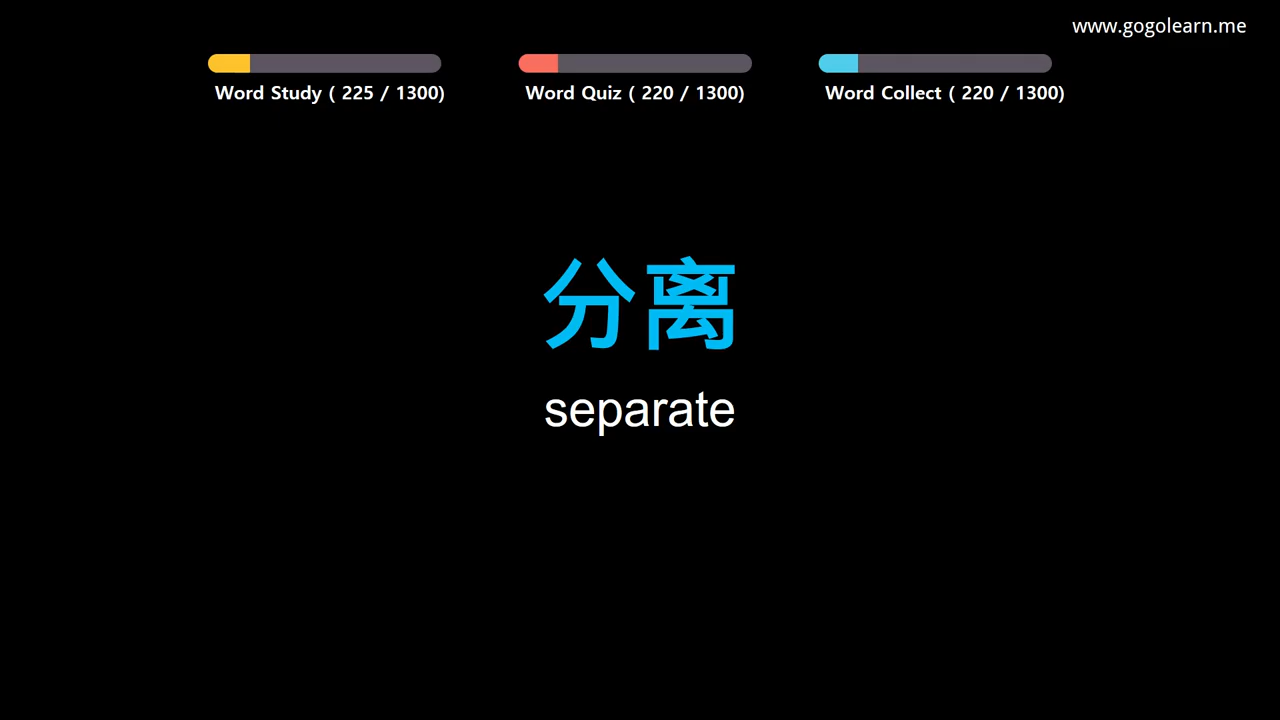 www.gogolearn.me
Word Study ( 225 / 1300)
Word Quiz ( 220 / 1300)
Word Collect ( 220 / 1300)
分离
separate